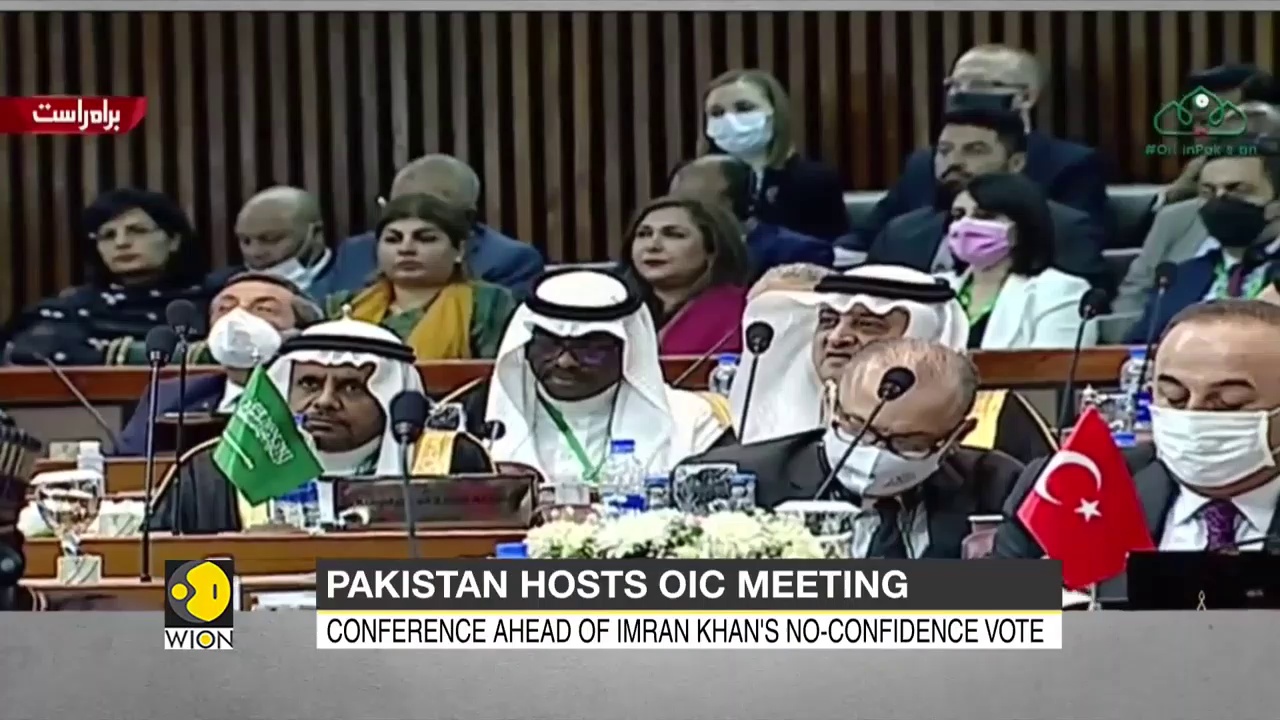 براہ راست
PAKISTAN HOSTS OIC MEETING
CONFERENCE AHEAD OF IMRAN KHAN'S NO-CONFIDENCE VOTE
WION